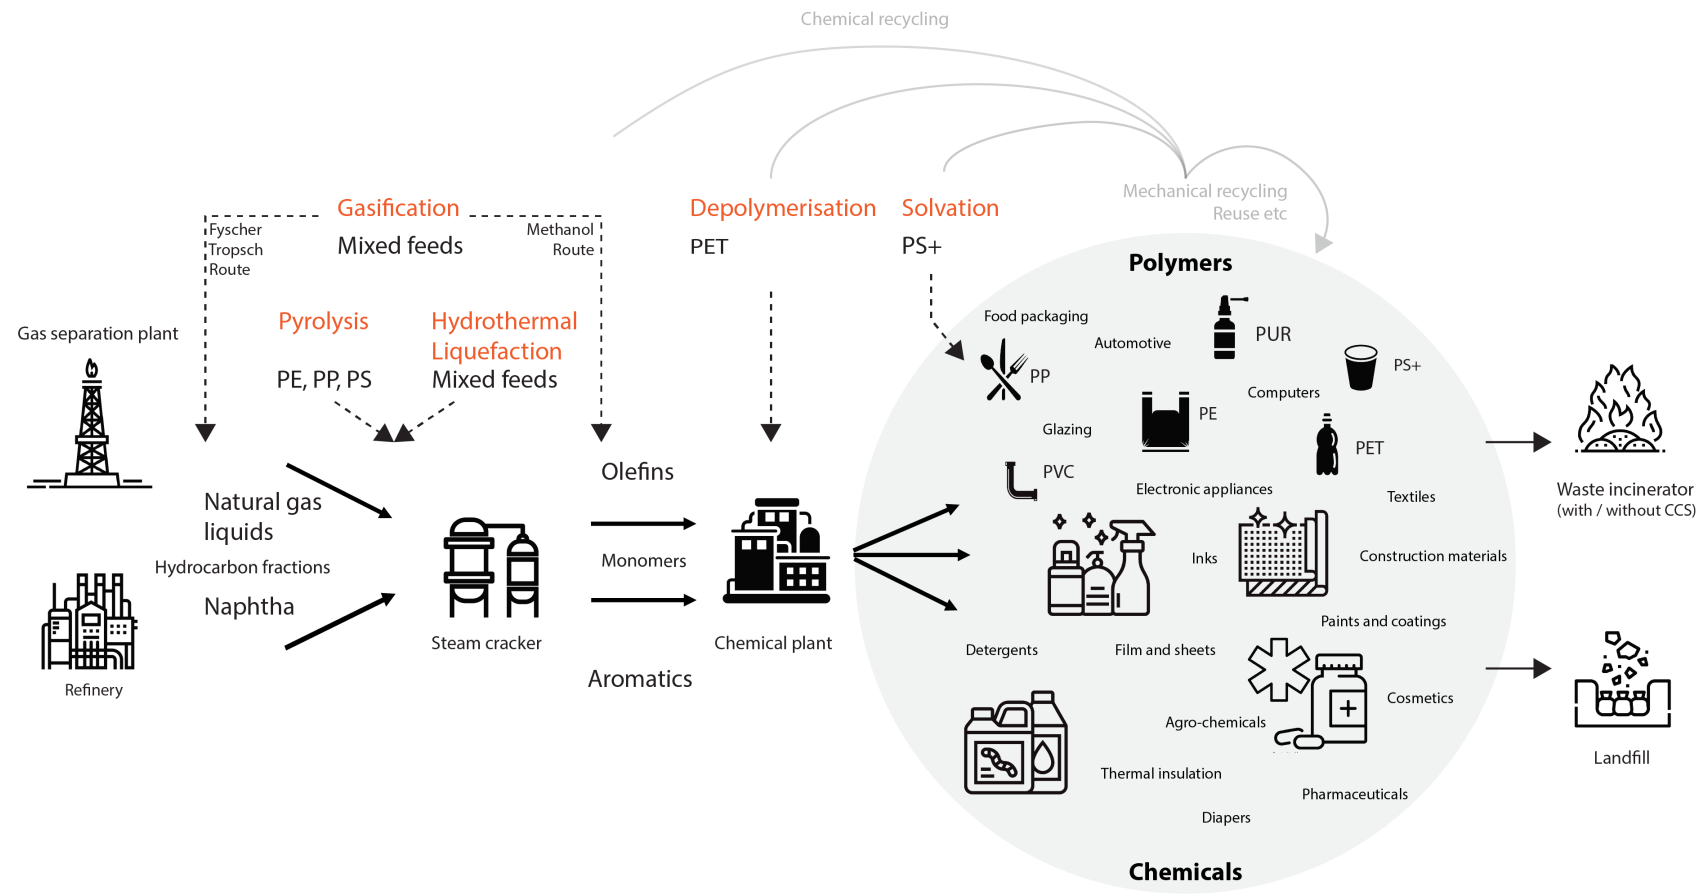 Chemical recycling
Mechanical recycling
Reuse etc
Gasification
Mixed feeds
Fyscher
Tropsch
Route
Methanol
Route
Depolymerisation
PET
Solvation
PS+
Pyrolysis
PE, PP, PS
Hydrothermal
Liquefaction
Mixed feeds
Gas separation plant
Natural gas
liquids
Hydrocarbon fractions
Naphtha
Refinery
Steam cracker
Olefins
Monomers
Aromatics
Chemical plant
Polymers
Food packaging
Automotive
PUR
PP
Computers
PS+
PE
Glazing
PET
PVC
Electronic appliances
Textiles
Inks
Construction materials
Paints and coatings
Detergents
Film and sheets
Cosmetics
Agro-chemicals
Thermal insulation
Pharmaceuticals
Diapers
Chemicals
Waste incinerator
(with / without CCS)
Landfill